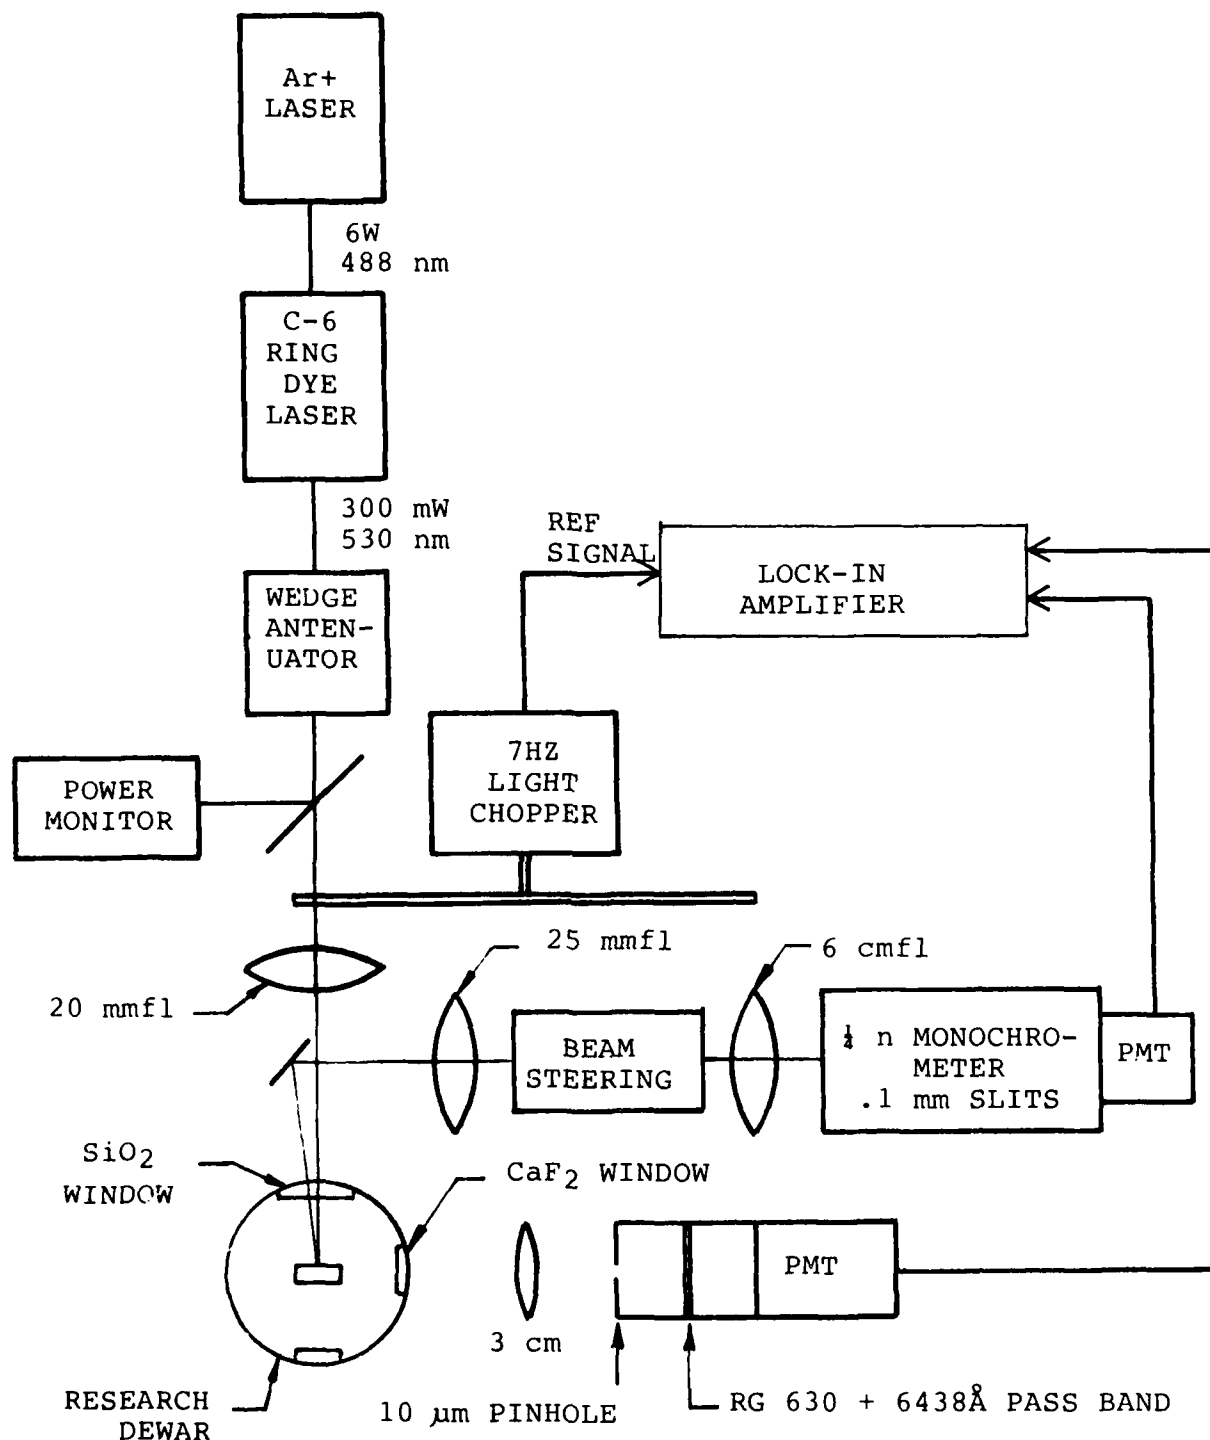 Ar+
LASER
6W
488 nm
C-6
RING
DYE
LASER
300 mW
530 nm
WEDGE
ANTEN-
UATOR
REF
SIGNAL
LOCK-IN
AMPLIFIER
7HZ
LIGHT
CHOPPER
POWER
MONITOR
20 mmfl
25 mmfl
6 cmfl
BEAM
STEERING
¼ n MONOCHRO-
METER
.1 mm SLITS
PMT
SiO₂
WINDOW
CaF₂ WINDOW
PMT
3 cm
RESEARCH
DEWAR
10 µm PINHOLE
RG 630 + 6438Å PASS BAND